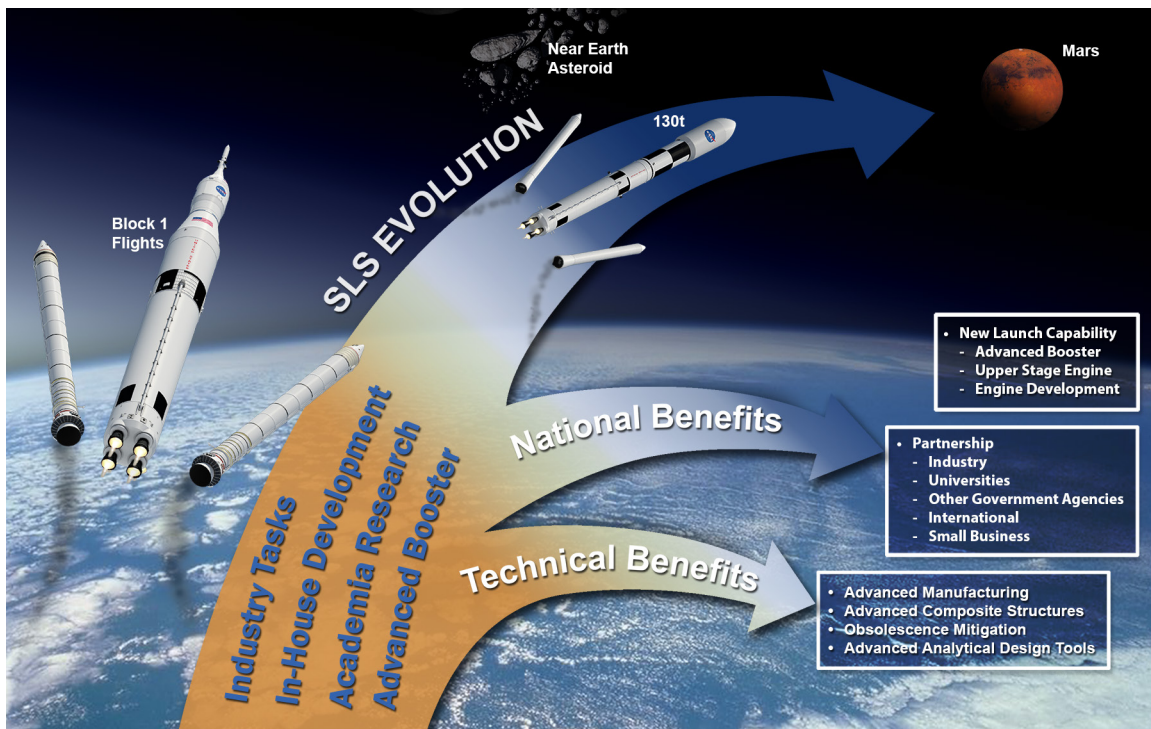 Near Earth
Asteroid
Mars
130t
SLS EVOLUTION
Block 1
Flights
• New Launch Capability
- Advanced Booster
- Upper Stage Engine
- Engine Development
National Benefits
• Partnership
- Industry
- Universities
- Other Government Agencies
- International
- Small Business
Technical Benefits
• Advanced Manufacturing
• Advanced Composite Structures
• Obsolescence Mitigation
• Advanced Analytical Design Tools
Industry Tasks
In-House Development
Academia Research
Advanced Booster